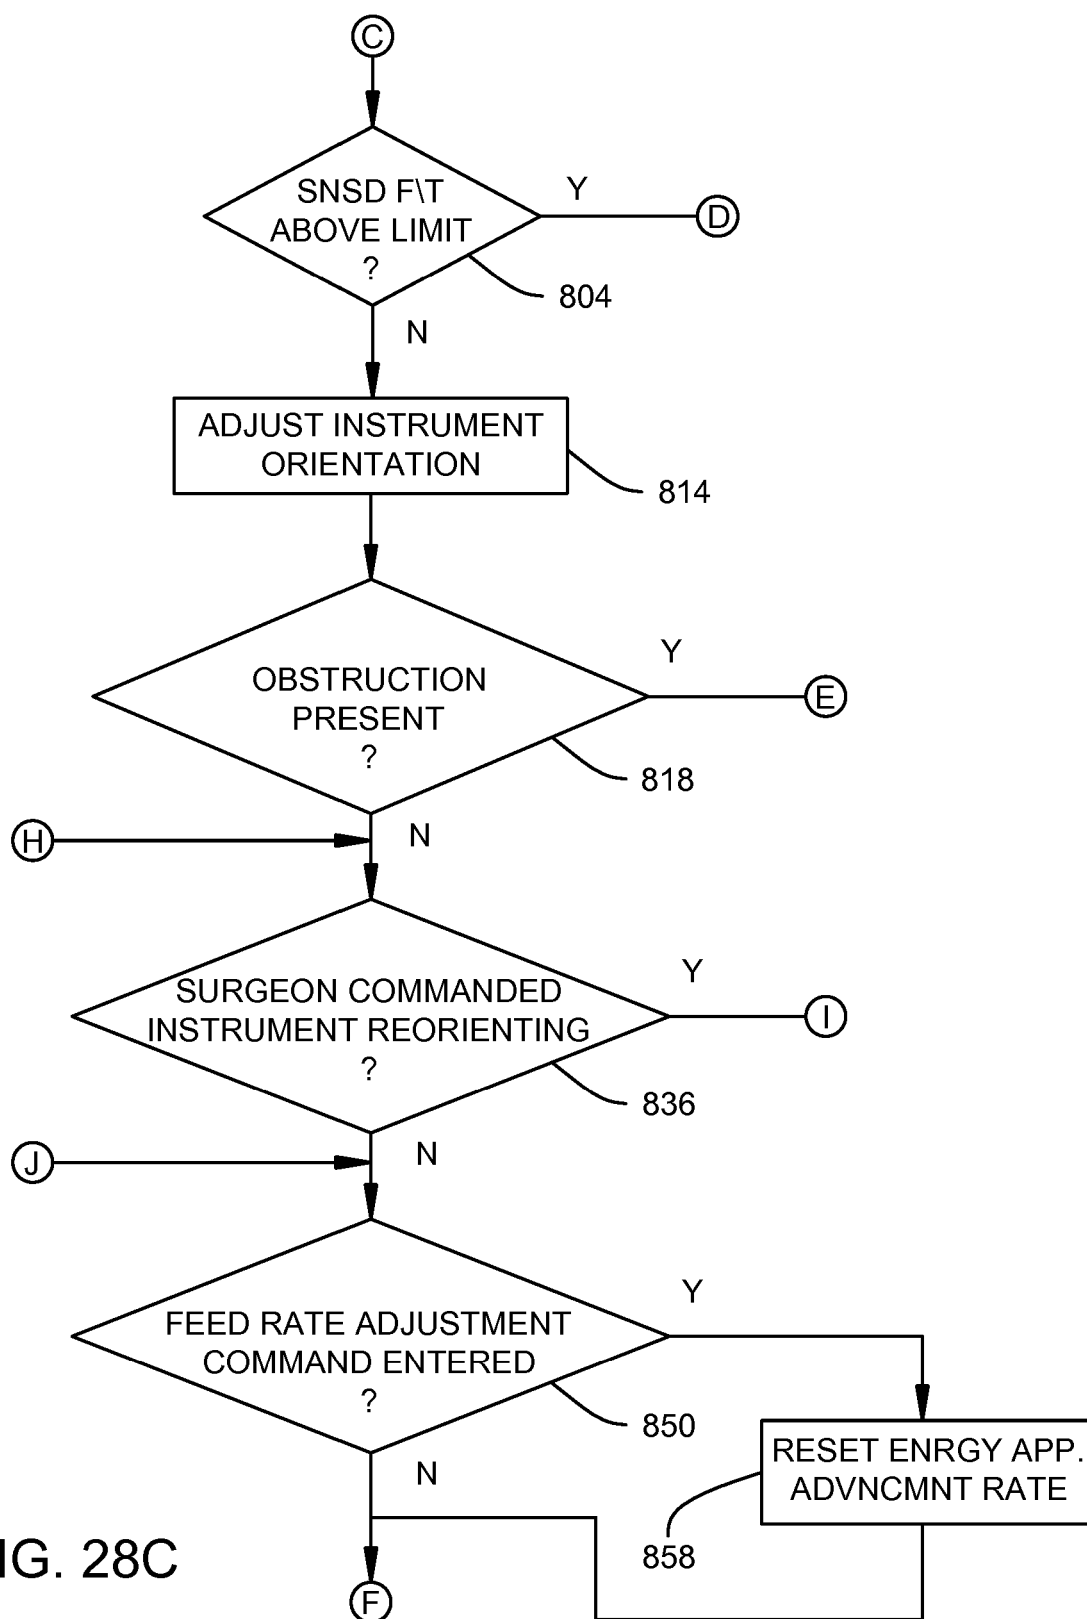 C
SNSD F\T
ABOVE LIMIT
?
Y
D
804
N
ADJUST INSTRUMENT
ORIENTATION
814
OBSTRUCTION
PRESENT
?
Y
E
818
H
N
SURGEON COMMANDED
INSTRUMENT REORIENTING
?
Y
I
836
J
N
FEED RATE ADJUSTMENT
COMMAND ENTERED
?
Y
850
N
RESET ENRGY APP.
ADVNCMNT RATE
858
IG. 28C
F